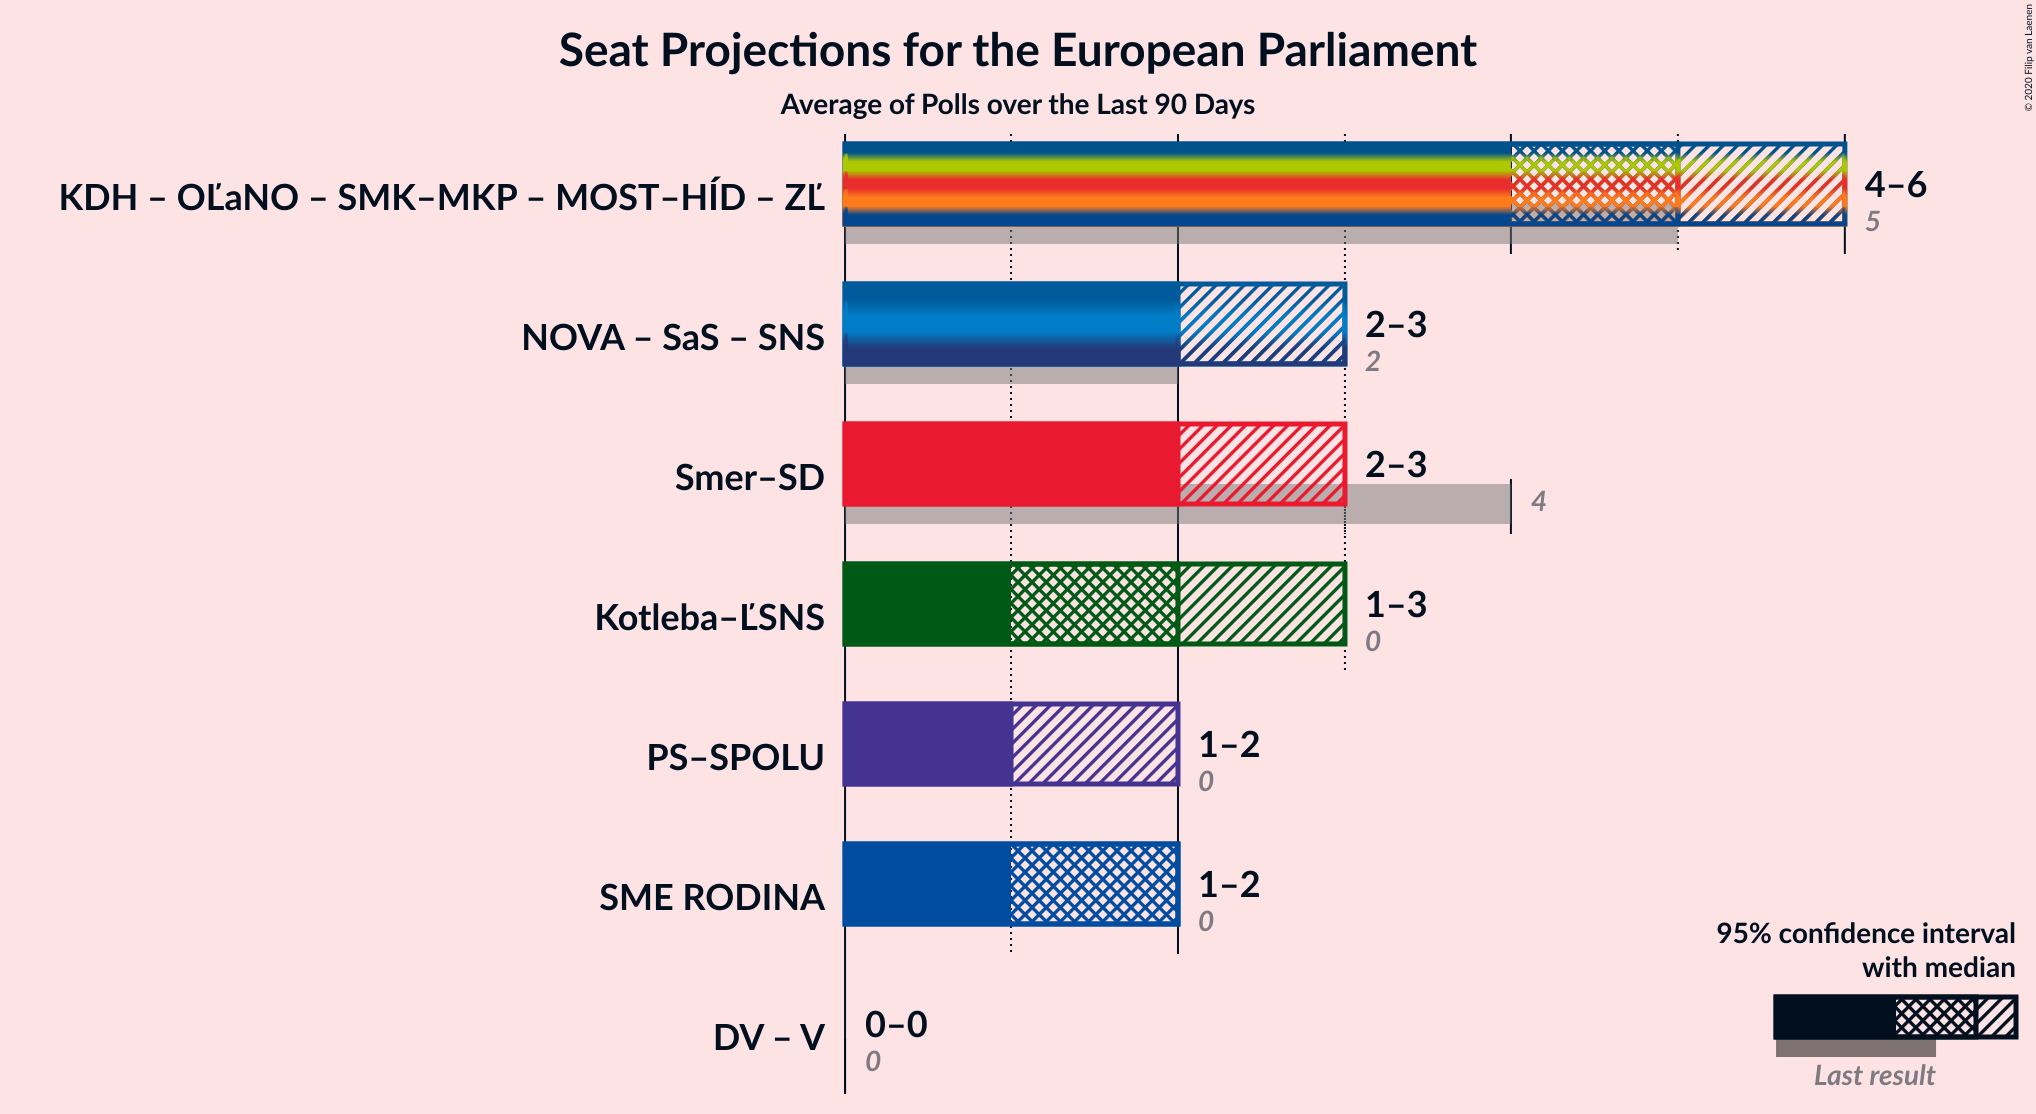 Seat Projections for the European Parliament
Average of Polls over the Last 90 Days
© 2020 Filip van Laenen
KDH – OĽaNO – SMK–MKP – MOST–HÍD – ZĽ
4–6
5
NOVA – SaS – SNS
2–3
2
Smer–SD
2–3
4
Kotleba–ĽSNS
1–3
0
PS–SPOLU
1–2
0
SME RODINA
1–2
0
DV – V
0–0
0
95% confidence interval
with median
Last result